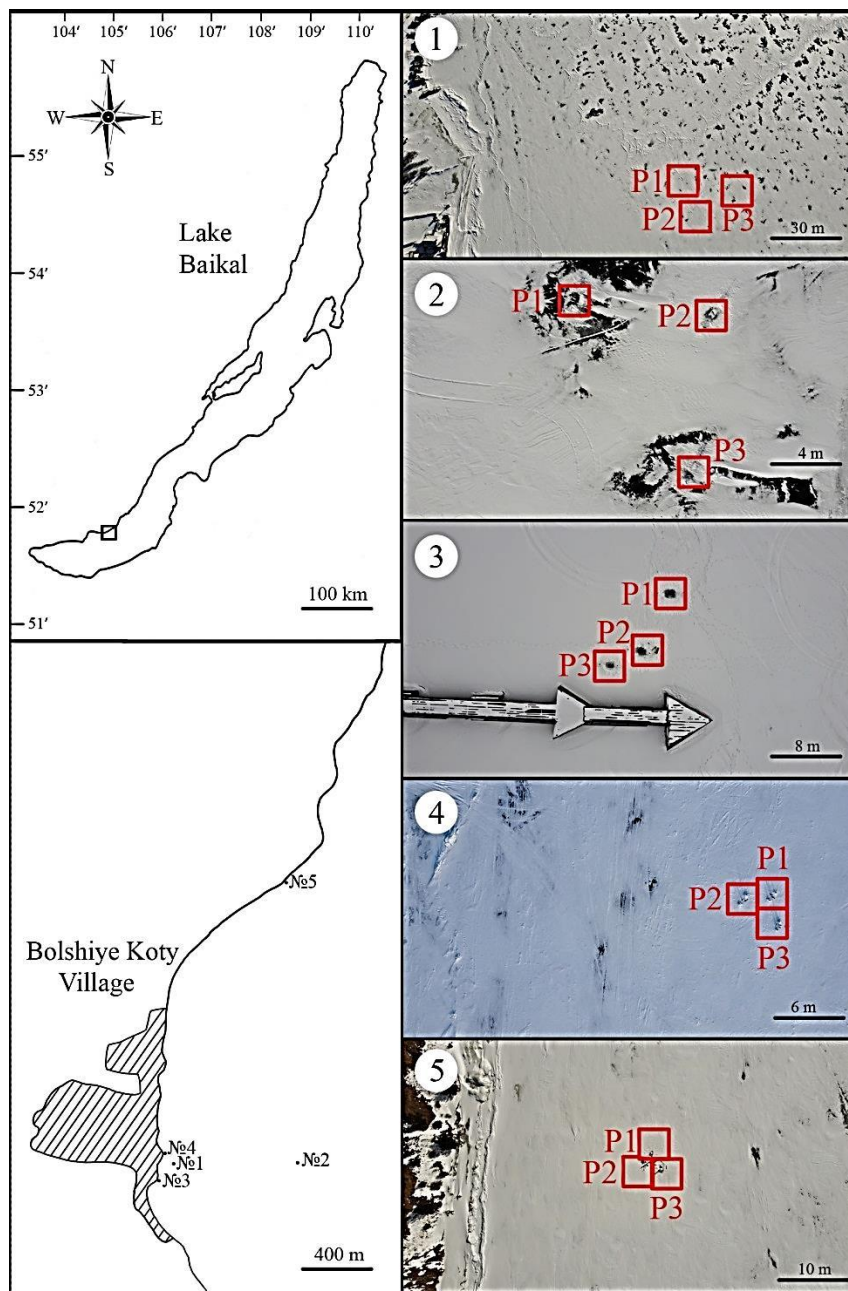 104′ 106′ 107′ 108′ 109′ 110′
N
W E
S
55′
Lake
Baikal
54′
53′
52′
51′
100 km
№5
Bolshiye Koty
Village
№4
№1
№2
№3
400 m
1
P1
P2
P3
30 m
2
P1
P2
P3
4 m
3
P1
P2
P3
8 m
4
P1
P2
P3
6 m
5
P1
P2
P3
10 m